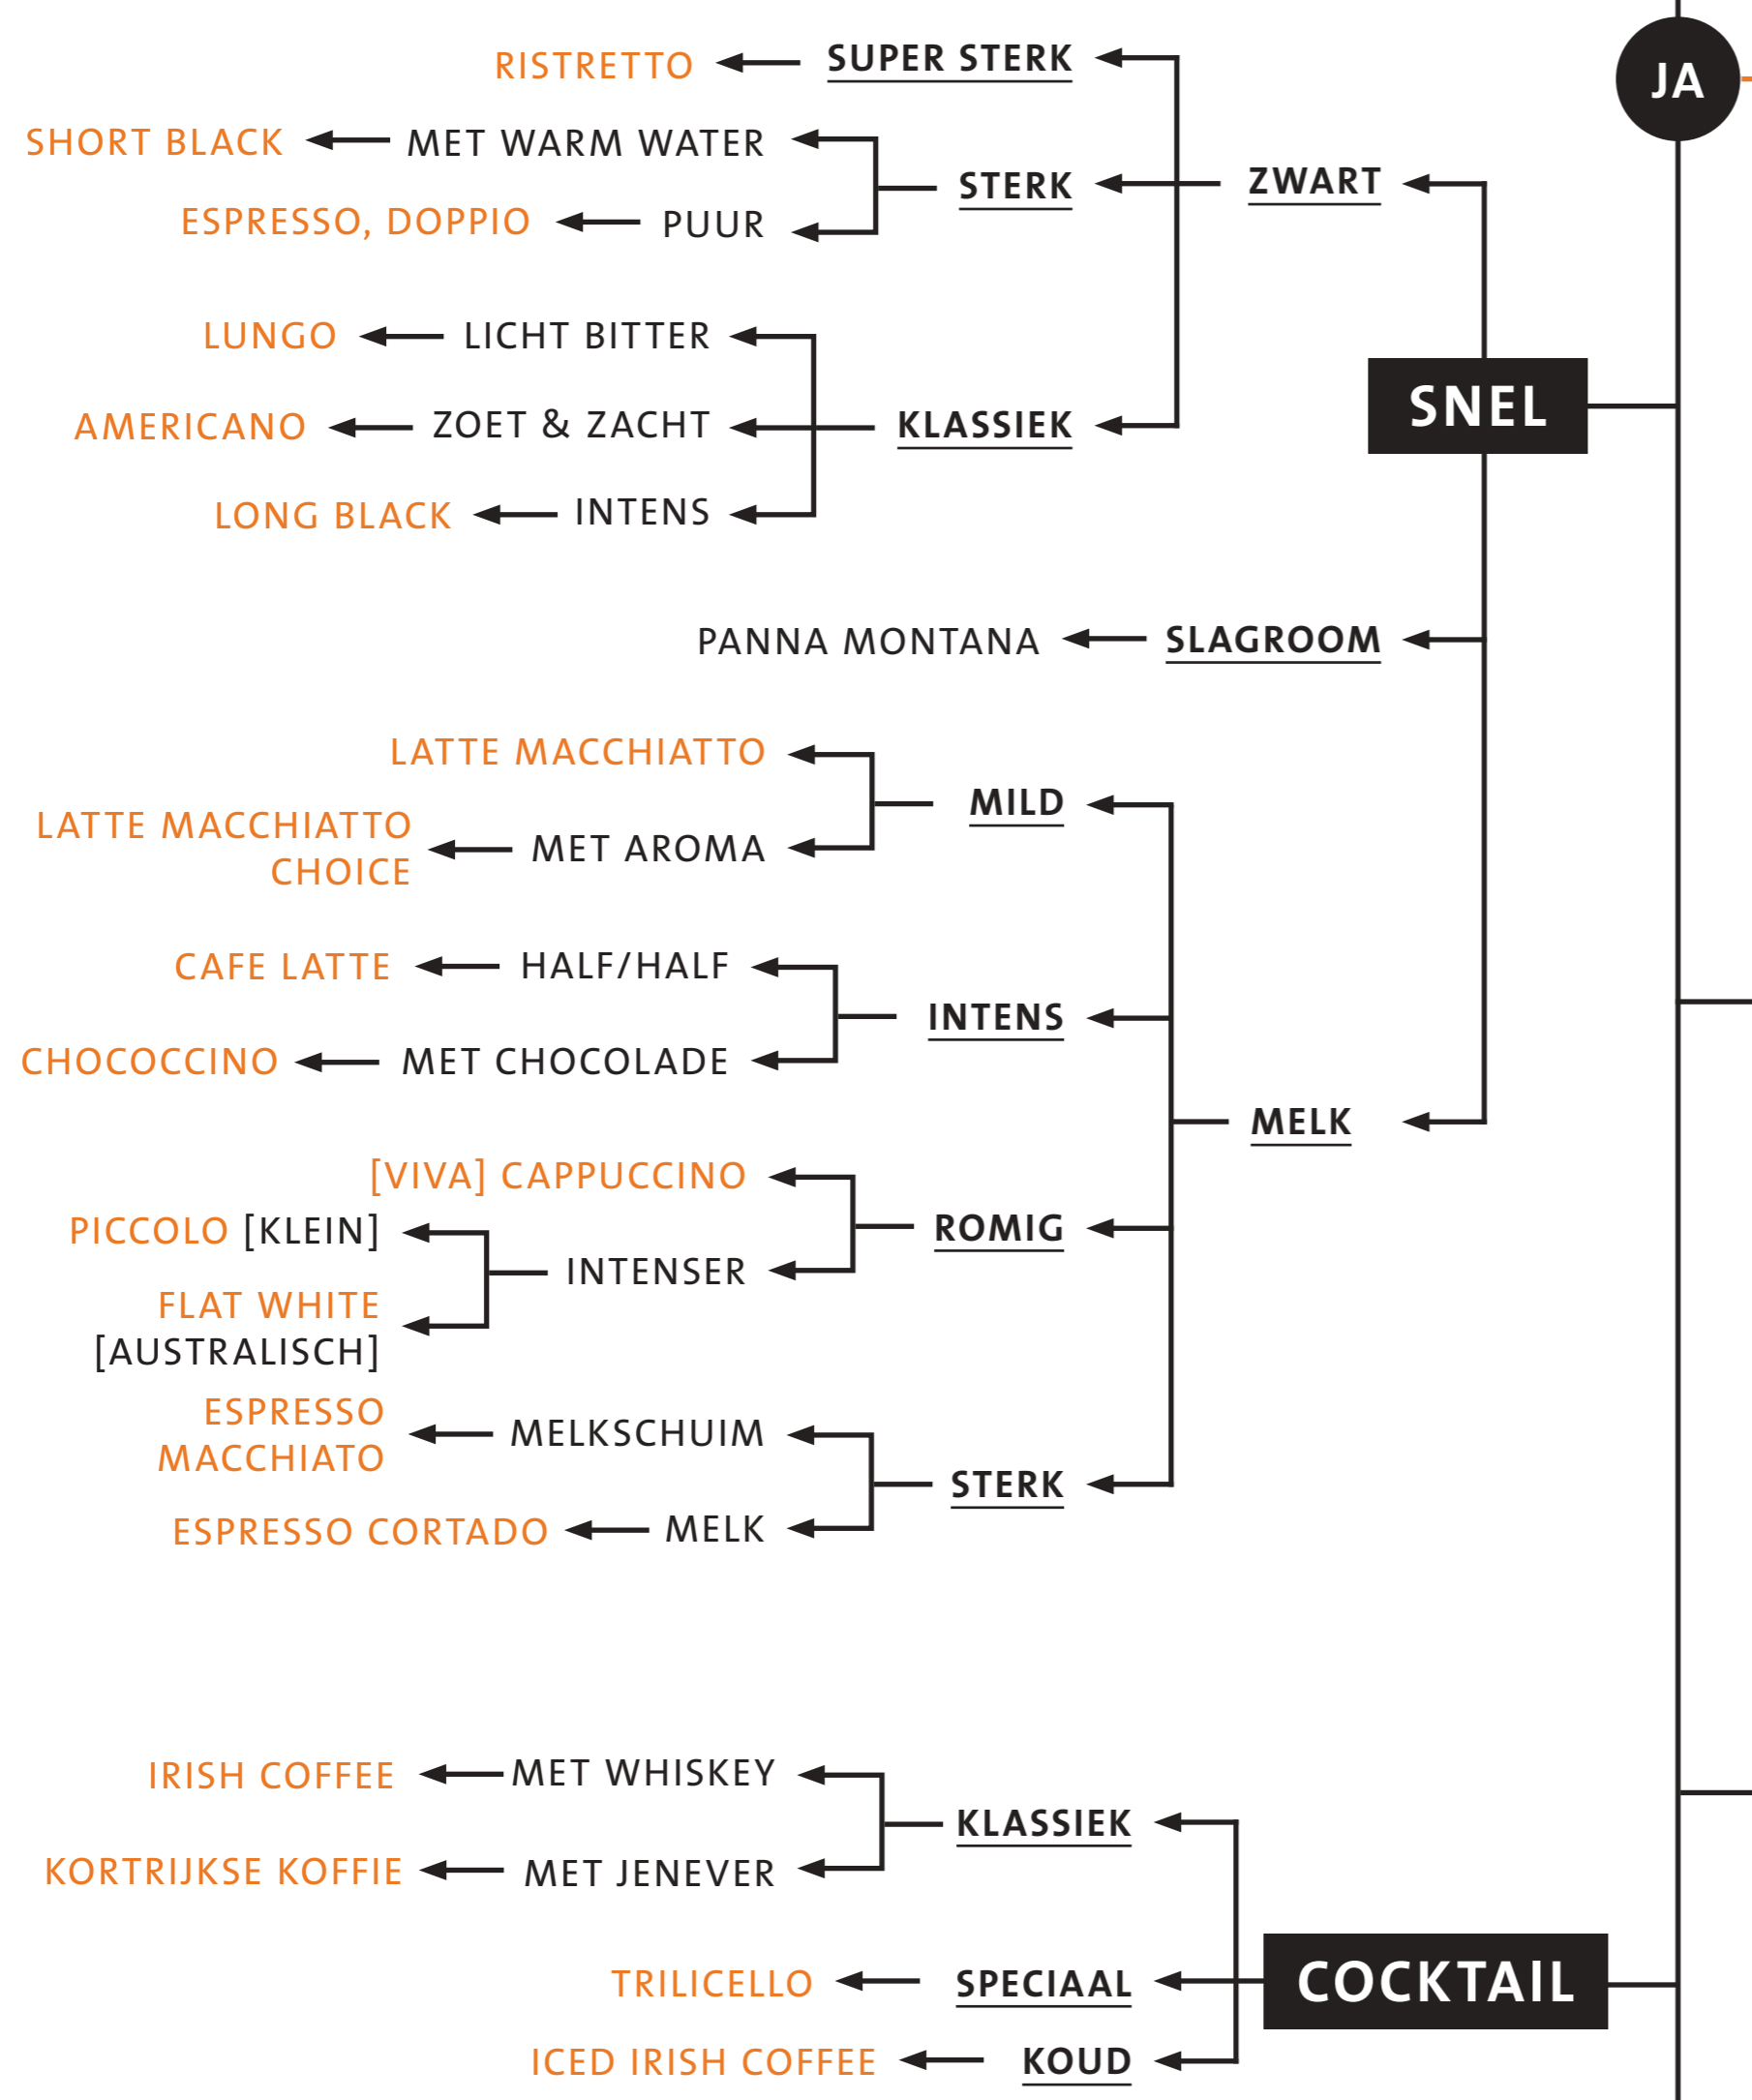 JA
RISTRETTO
SUPER STERK
SHORT BLACK
MET WARM WATER
STERK
ZWART
ESPRESSO, DOPPIO
PUUR
LUNGO
LICHT BITTER
SNEL
AMERICANO
ZOET & ZACHT
KLASSIEK
LONG BLACK
INTENS
PANNA MONTANA
SLAGROOM
LATTE MACCHIATTO
MILD
LATTE MACCHIATTO
CHOICE
MET AROMA
CAFE LATTE
HALF/HALF
INTENS
CHOCOCCINO
MET CHOCOLADE
MELK
[VIVA] CAPPUCCINO
PICCOLO [KLEIN]
ROMIG
INTENSER
FLAT WHITE
[AUSTRALISCH]
ESPRESSO
MACCHIATO
MELKSCHUIM
STERK
ESPRESSO CORTADO
MELK
IRISH COFFEE
MET WHISKEY
KLASSIEK
KORTRIJKSE KOFFIE
MET JENEVER
TRILICELLO
SPECIAAL
COCKTAIL
ICED IRISH COFFEE
KOUD